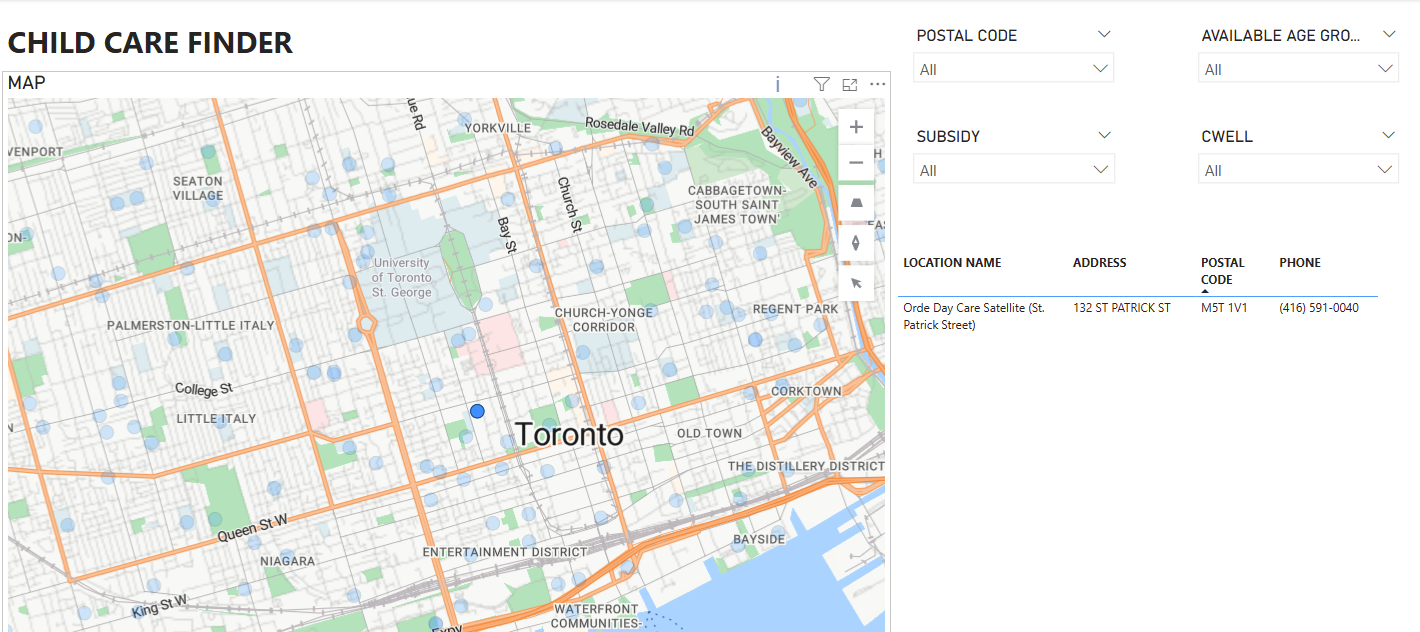 CHILD CARE FINDER
MAP
POSTAL CODE
All
AVAILABLE AGE GRO...
All
SUBSIDY
All
CWELL
All
LOCATION NAME
ADDRESS
POSTAL
CODE
PHONE
Orde Day Care Satellite (St.
Patrick Street)
132 ST PATRICK ST
M5T 1V1
(416) 591-0040
ue Rd
YORKVILLE
Rosedale Valley Rd
Bayview Ave
VENPORT
SEATON
VILLAGE
Church St
CABBAGETOWN-
SOUTH SAINT
JAMES TOWN'
Bay St
ON-
University
of Toronto
St. George
PALMERSTON-LITTLE ITALY
CHURCH-YONGE
CORRIDOR
REGENT PARK
College St
LITTLE ITALY
CORKTOWN
Toronto
OLD TOWN
THE DISTILLERY DISTRICT
Queen St W
NIAGARA
ENTERTAINMENT DISTRICT
BAYSIDE
King St W
WATERFRONT
COMMUNITIES-
Expy